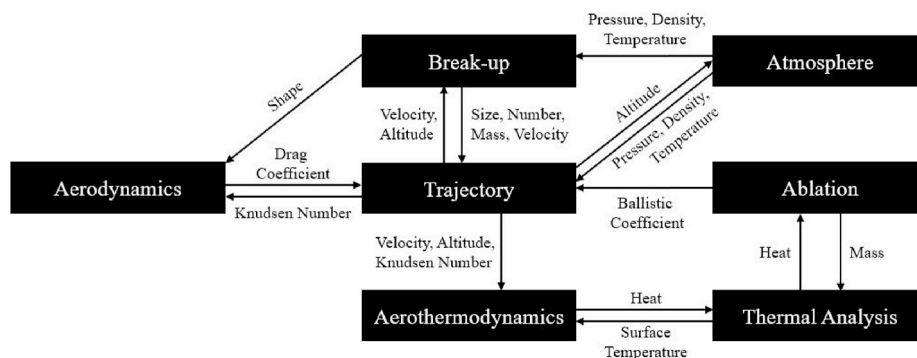 Pressure, Density,
Temperature
Break-up
Atmosphere
Shape
Velocity,
Altitude
Size, Number,
Mass, Velocity
Altitude
Pressure, Density,
Temperature
Drag
Coefficient
Aerodynamics
Trajectory
Ablation
Knudsen Number
Ballistic
Coefficient
Velocity, Altitude,
Knudsen Number
Heat
Mass
Heat
Aerothermodynamics
Thermal Analysis
Surface
Temperature